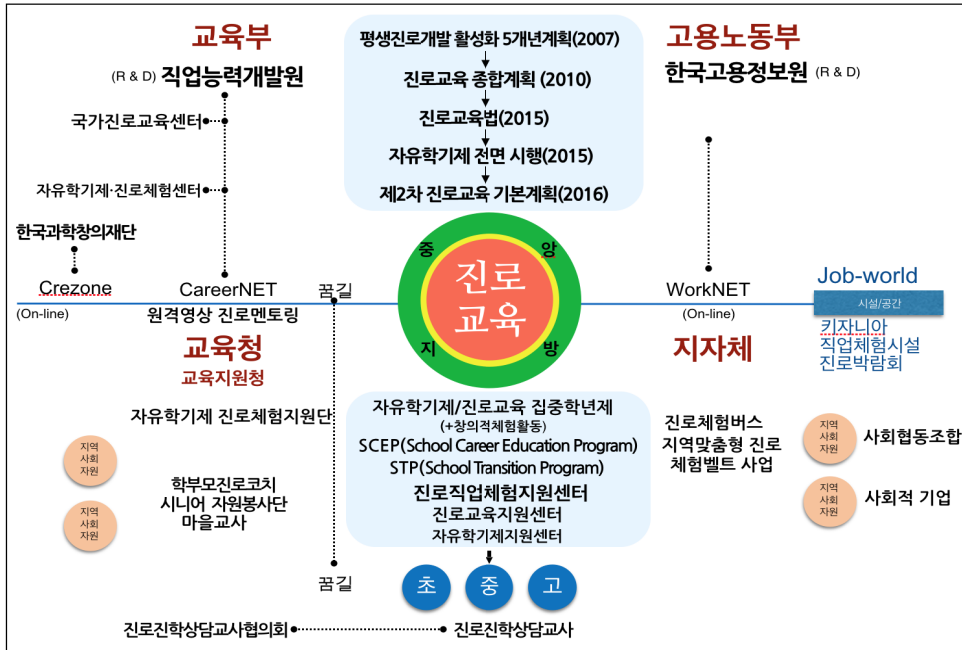 교육부
(R & D) 직업능력개발원
국가진로교육센터
자유학기제·진로체험센터
한국과학창의재단
평생진로개발 활성화 5개년계획(2007)
진로교육 종합계획 (2010)
진로교육법(2015)
자유학기제 전면 시행(2015)
제2차 진로교육 기본계획(2016)
고용노동부
한국고용정보원 (R & D)
중 앙
진로
교육
지 방
Crezone
(On-line)
CareerNET
원격영상 진로멘토링
꿈길
WorkNET
(On-line)
Job-world
시설/공간
키자니아
직업체험시설
진로박람회
교육청
교육지원청
자유학기제 진로체험지원단
지역
사회
자원
지역
사회
자원
학부모진로코치
시니어 자원봉사단
마을교사
꿈길
자유학기제/진로교육 집중학년제
(+창의적체험활동)
SCEP(School Career Education Program)
STP(School Transition Program)
진로직업체험지원센터
진로교육지원센터
자유학기제지원센터
초 중 고
지자체
진로체험버스
지역맞춤형 진로
체험벨트 사업
지역
사회
자원
사회협동조합
지역
사회
자원
사회적 기업
진로진학상담교사협의회
진로진학상담교사